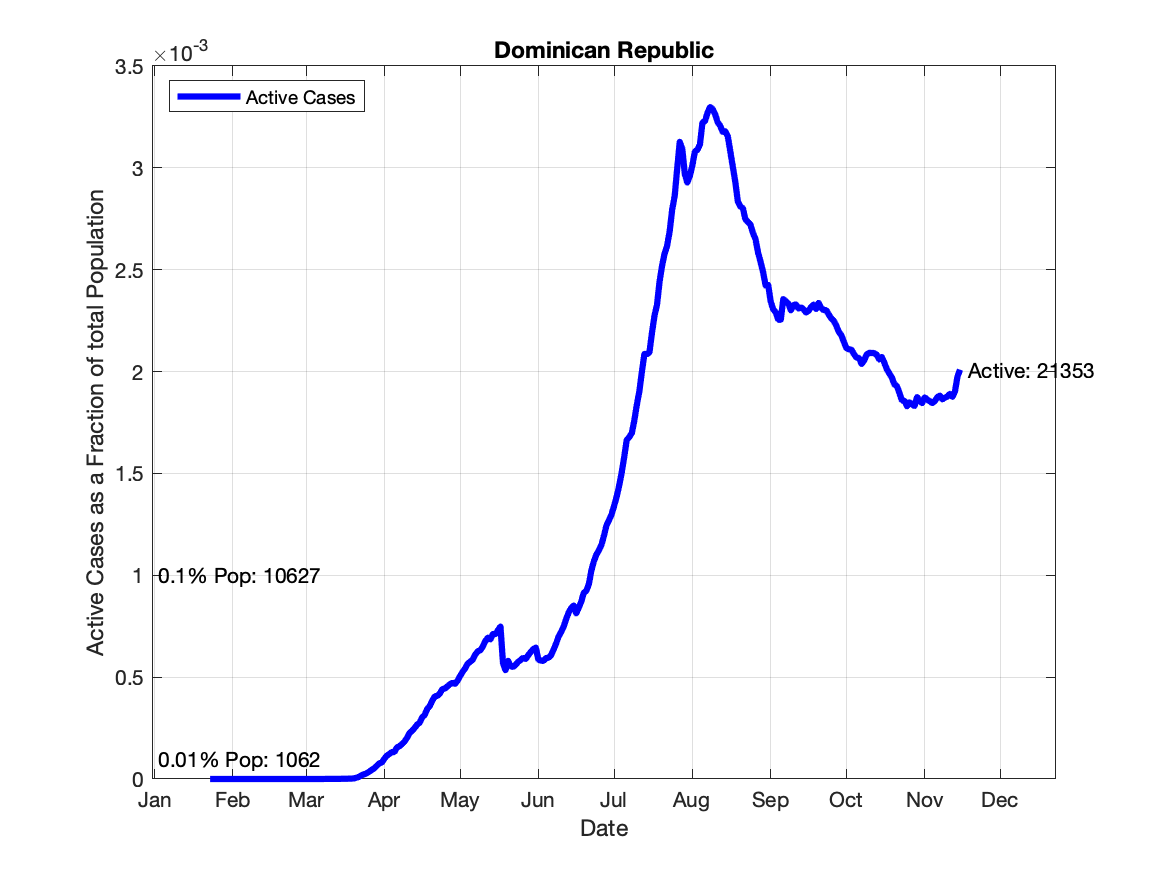 Dominican Republic
×10-3
Active Cases
3.5
3
2.5
2
1.5
1
0.5
0
Active Cases as a Fraction of total Population
Active: 21353
0.1% Pop: 10627
0.01% Pop: 1062
Jan Feb Mar Apr May Jun Jul Aug Sep Oct Nov Dec
Date